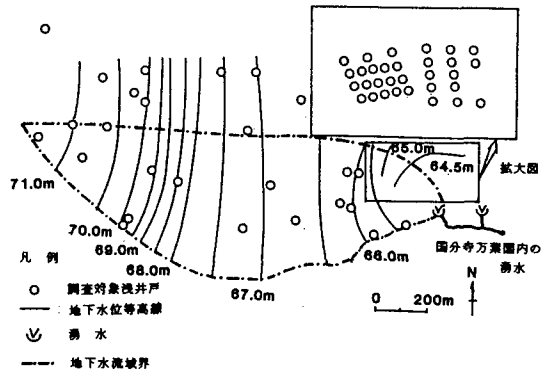 65.0m
64.5m
拡大図
71.0m
70.0m
69.0m
68.0m
67.0m
66.0m
国分寺万葉園内の
湧水
凡 例
調査対象浅井戸
地下水位等高線
湧 水
地下水流域界
0 200m
N